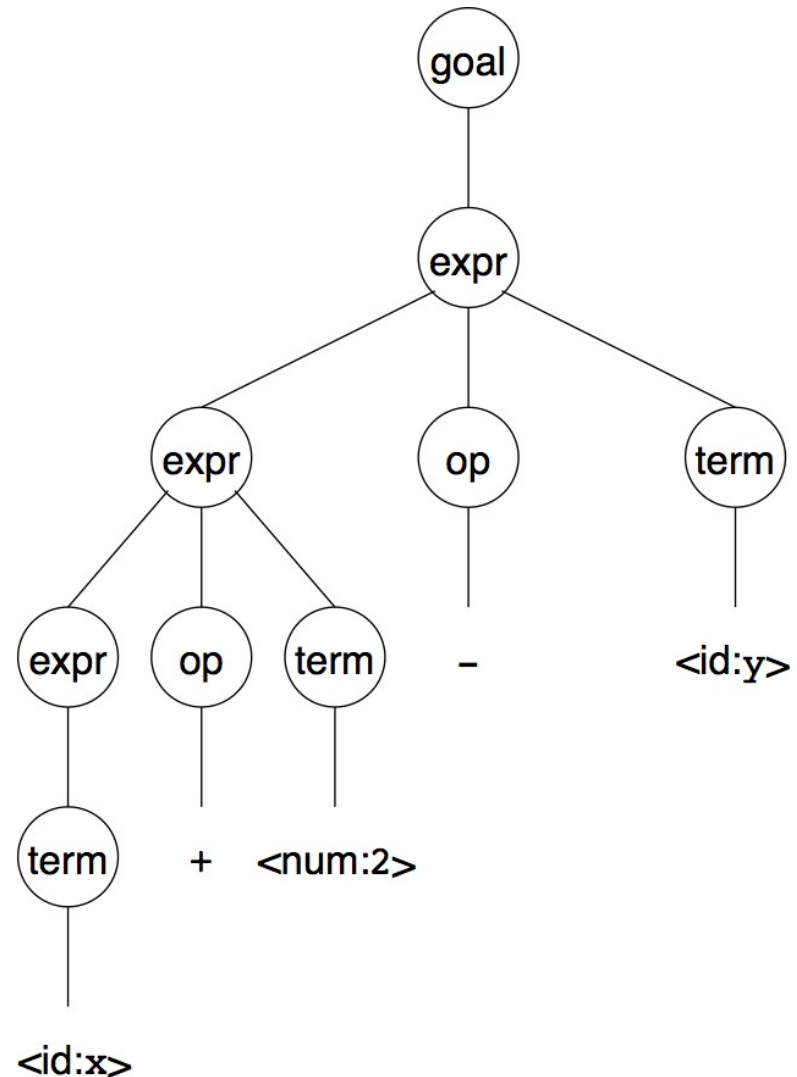 goal
expr
expr op term
expr op term – <id:y>
term + <num:2>
<id:x>